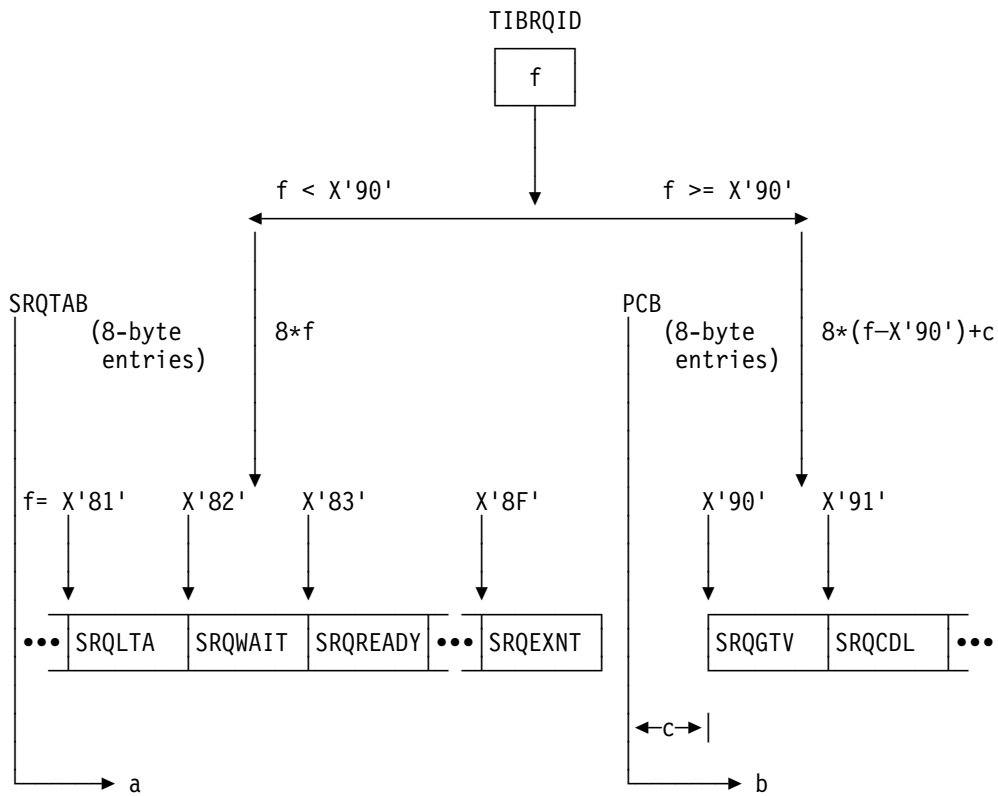 TIBRQID
f
f < X'90' f >= X'90'
SRQTAB PCB
(8-byte 8*f (8-byte 8*(f—X'90')+c
entries) entries)
f= X'81' X'82' X'83' X'8F' X'90' X'91'
••• SRQLTA SRQWAIT SRQREADY ••• SRQEXNT SRQGTV SRQCDL •••
c
a b